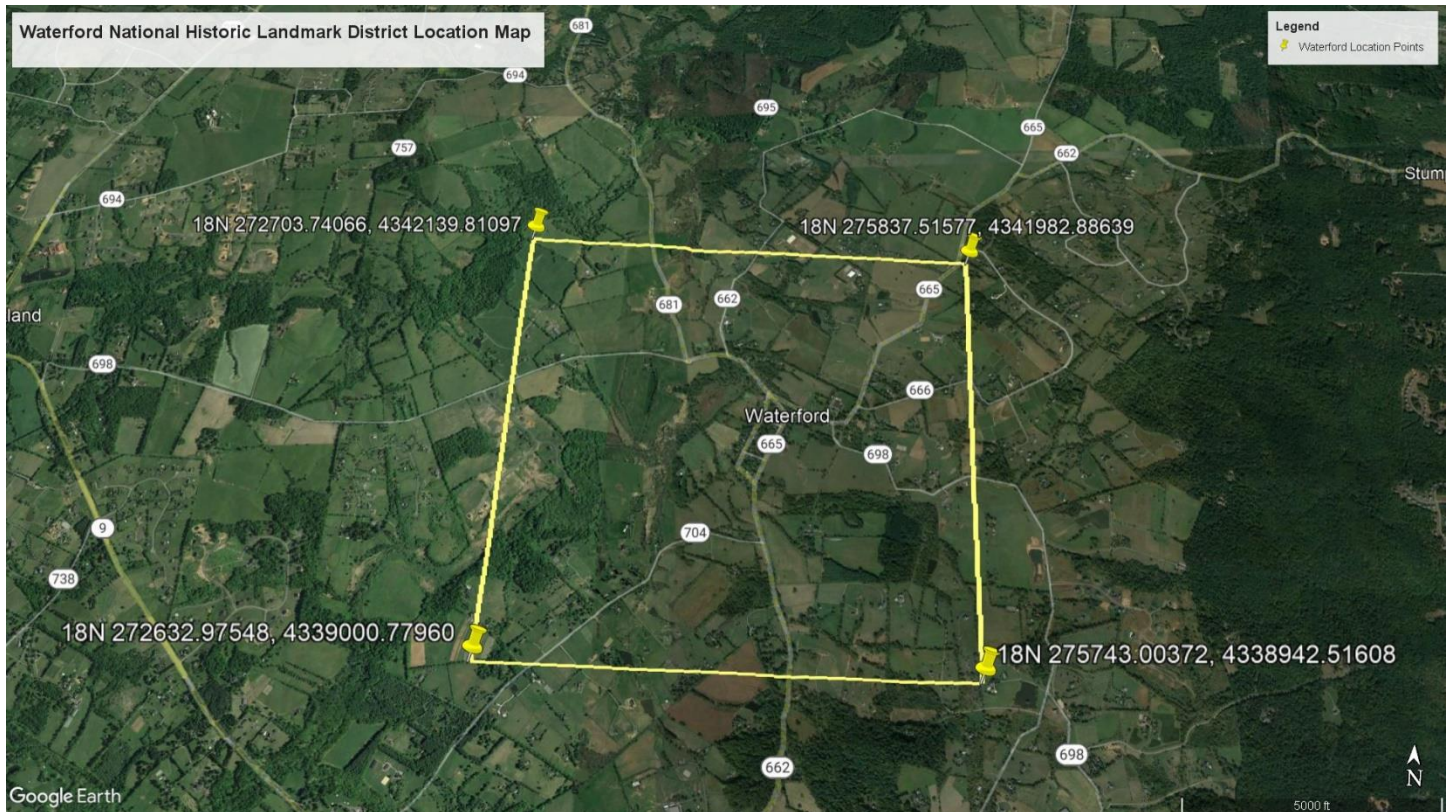 Waterford National Historic Landmark District Location Map
Legend
Waterford Location Points
681
694
695
665
757
662
Stum
694
18N 272703.74066, 4342139.81097
18N 275837.51577, 4341982.88639
665
662
681
land
698
666
Waterford
665
698
9
704
738
18N 272632.97548, 4339000.77960
18N 275743.00372, 4338942.51608
698
662
N
Google Earth
5000 ft